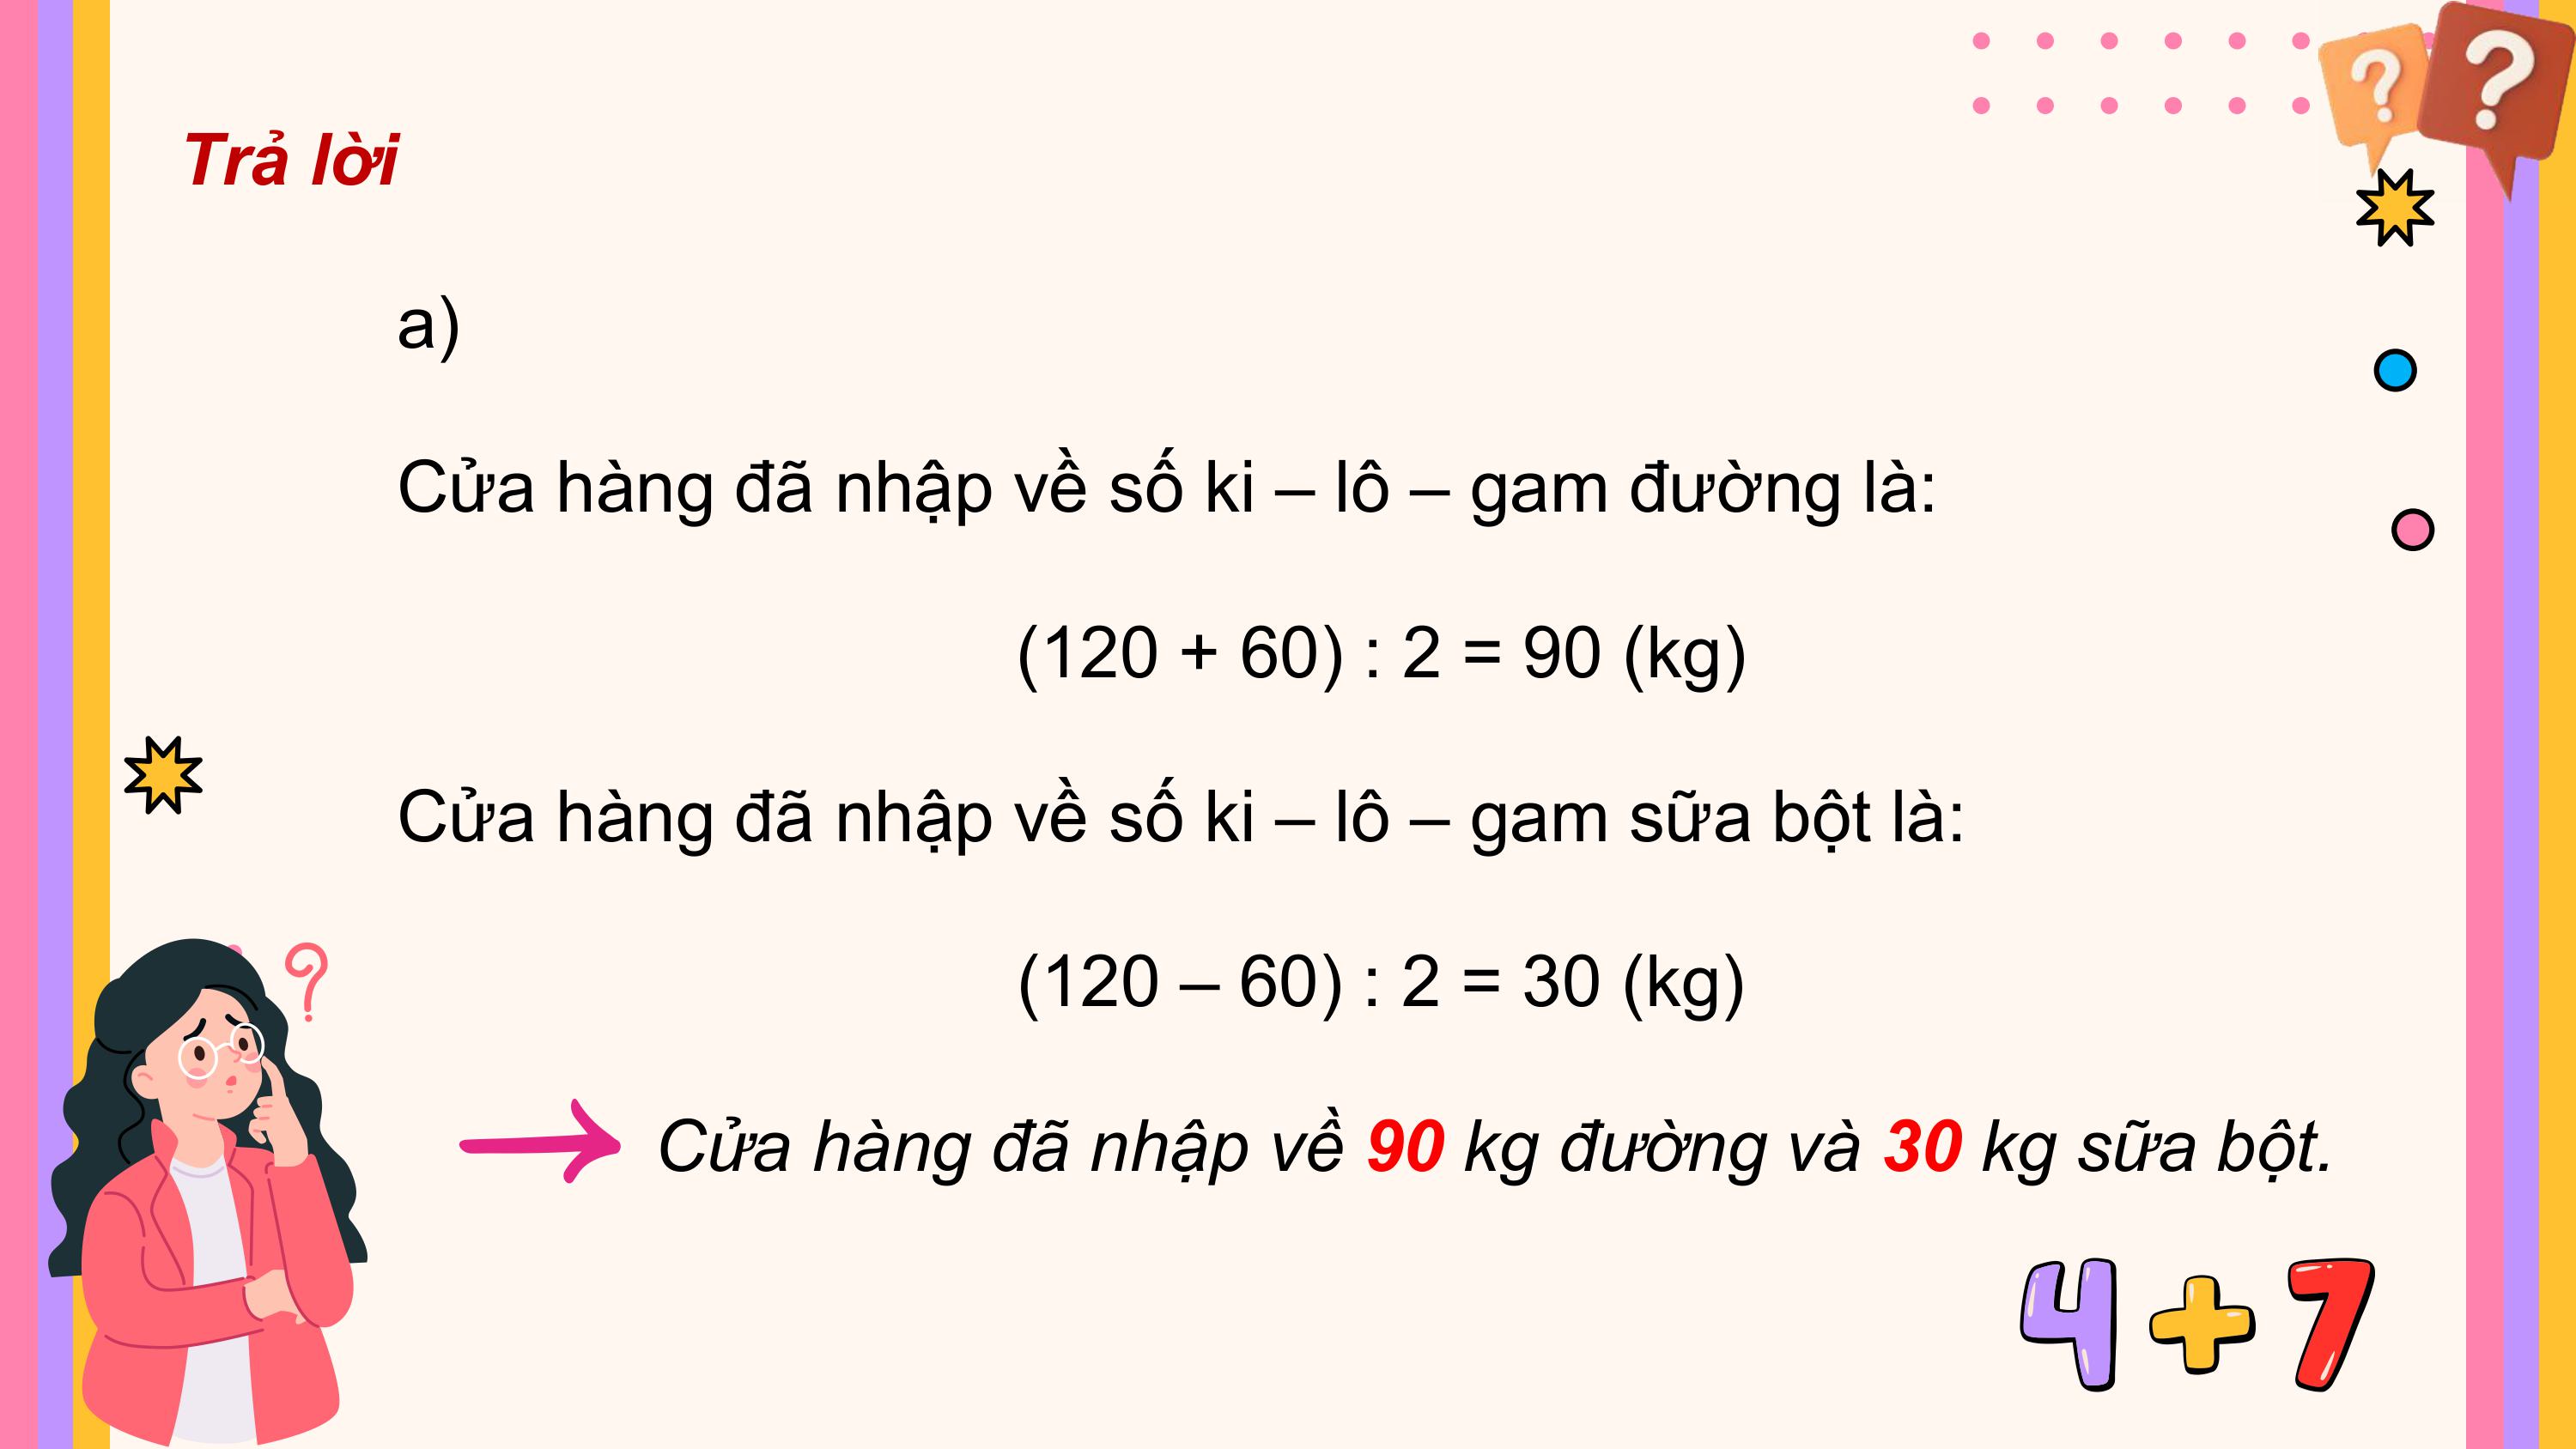 Trả lời
a)
Cửa hàng đã nhập về số ki – lô – gam đường là:
(120 + 60) : 2 = 90 (kg)
Cửa hàng đã nhập về số ki – lô – gam sữa bột là:
(120 – 60) : 2 = 30 (kg)
Cửa hàng đã nhập về 90 kg đường và 30 kg sữa bột.
4 + 7